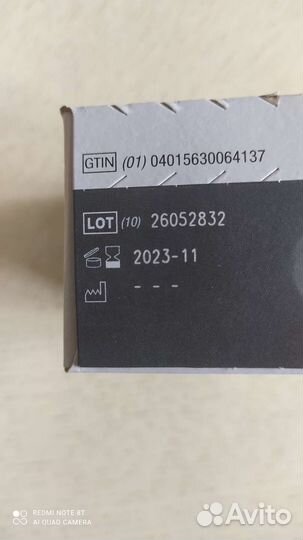 GTIN (01) 04015630064137
LOT (10) 26052832
2023-11
- - -
REDMI NOTE 8T
AI QUAD CAMERA
Avito